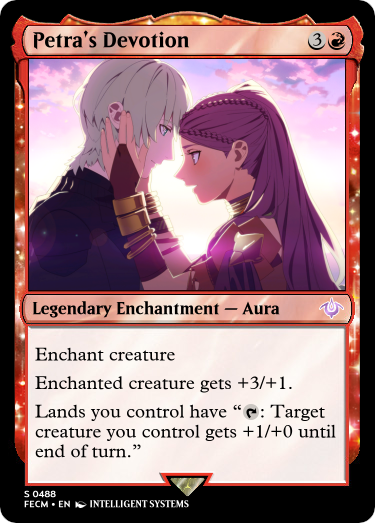 Petra's Devotion 3
Legendary Enchantment — Aura
Enchant creature
Enchanted creature gets +3/+1.
Lands you control have “: Target
creature you control gets +1/+0 until
end of turn.”
S 0488
FECM • EN INTELLIGENT SYSTEMS